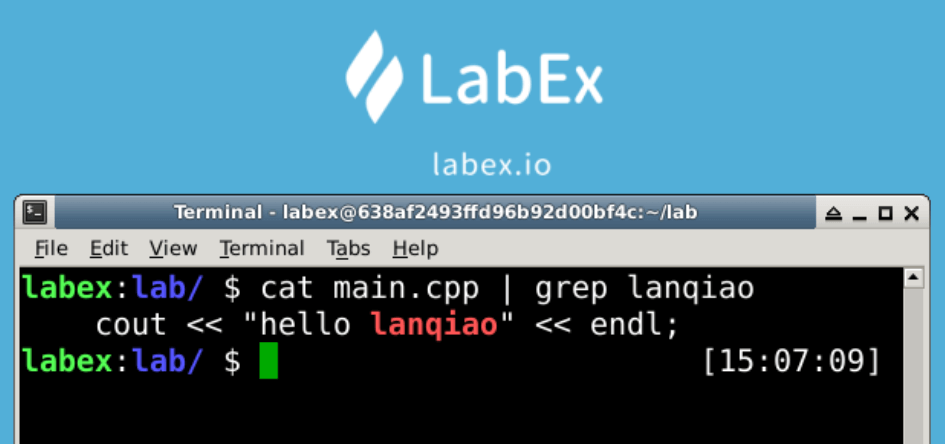 LabEx
labex.io
Terminal - labex@638af2493ffd96b92d00bf4c:~/lab
File Edit View Terminal Tabs Help
labex:lab/ $ cat main.cpp | grep lanqiao
    cout << "hello lanqiao" << endl;
labex:lab/ $ [15:07:09]